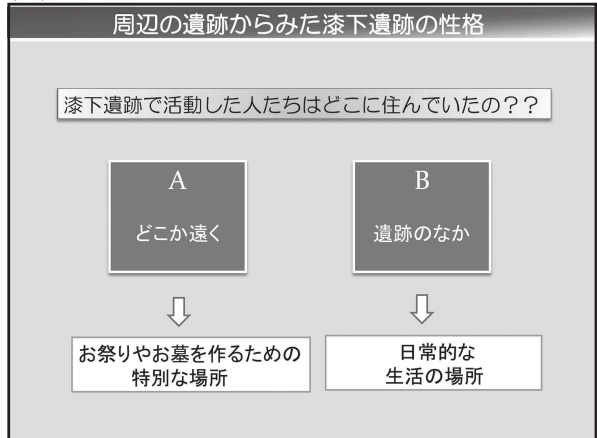 周辺の遺跡からみた漆下遺跡の性格
漆下遺跡で活動した人たちはどこに住んでいたの？？
A
どこか遠く
B
遺跡のなか
お祭りやお墓を作るための
特別な場所
日常的な
生活の場所